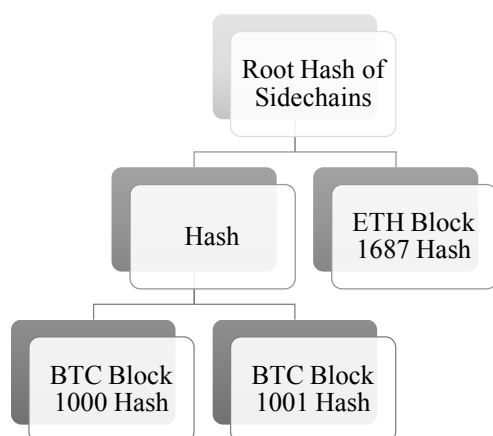 Root Hash of
Sidechains
Hash
ETH Block
1687 Hash
BTC Block
1000 Hash
BTC Block
1001 Hash